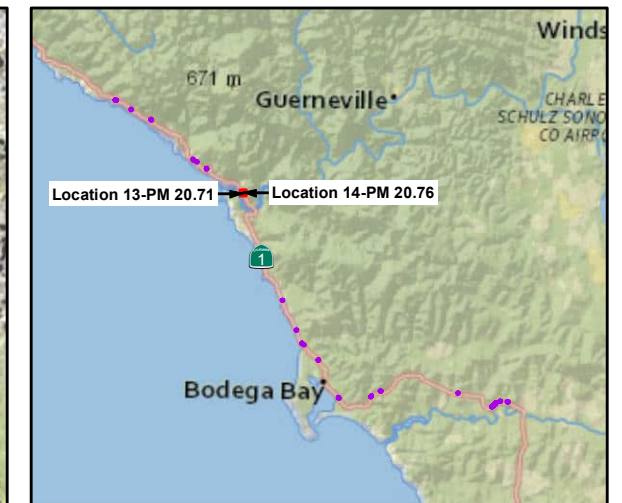 Winds
671 m
Guerneville
CHARLE
SCHULZ SONO
CO AIRPO
Location 13-PM 20.71
Location 14-PM 20.76
1
Bodega Bay